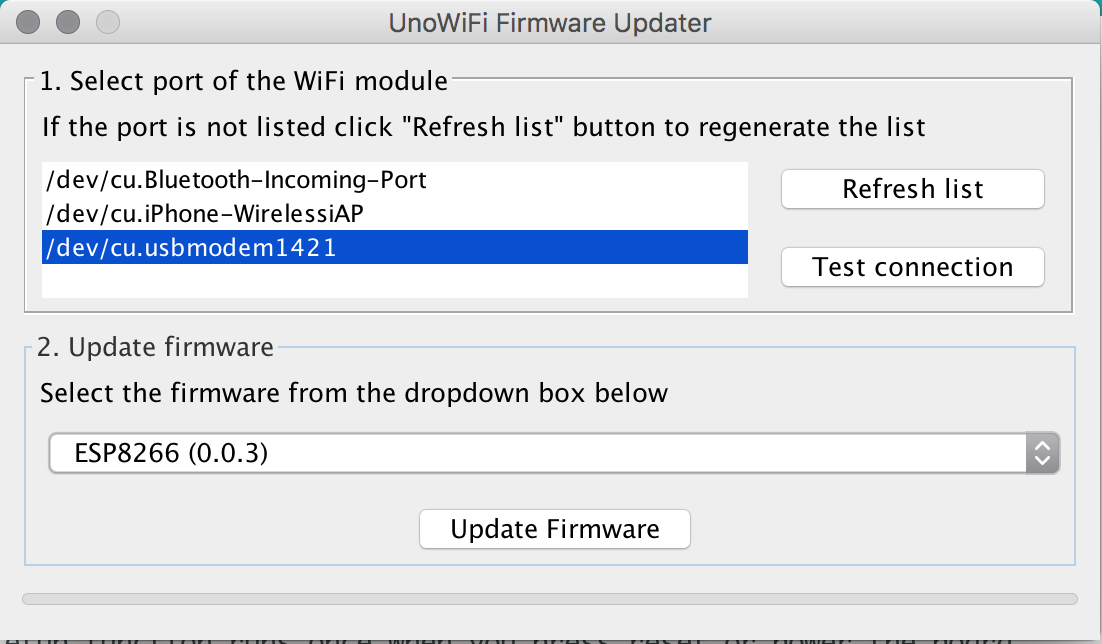 UnoWiFi Firmware Updater
1. Select port of the WiFi module
If the port is not listed click "Refresh list" button to regenerate the list
/dev/cu.Bluetooth-Incoming-Port
/dev/cu.iPhone-WirelessiAP
/dev/cu.usbmodem1421
Refresh list
Test connection
2. Update firmware
Select the firmware from the dropdown box below
ESP8266 (0.0.3)
Update Firmware